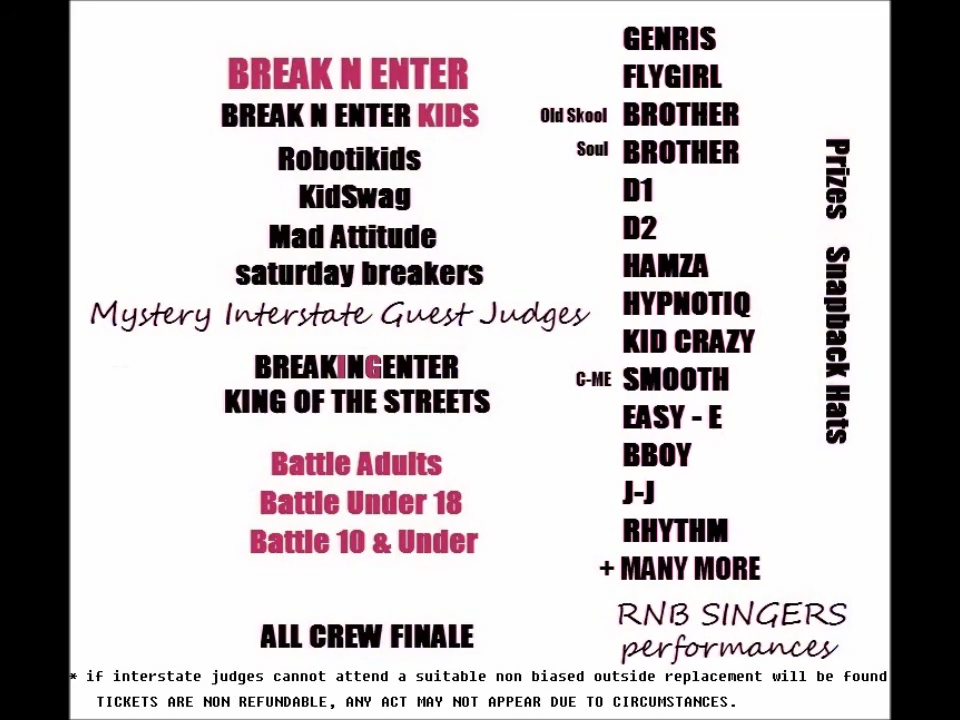 BREAK N ENTER
BREAK N ENTER KIDS
Robotikids
KidSwag
Mad Attitude
saturday breakers
Mystery Interstate Guest Judges
BREAKINGENTER
KING OF THE STREETS
Battle Adults
Battle Under 18
Battle 10 & Under
ALL CREW FINALE
GENRIS
FLYGIRL
Old Skool BROTHER
Soul BROTHER
D1
D2
HAMZA
HYPNOTIQ
KID CRAZY
C-ME SMOOTH
EASY - E
BBOY
J-J
RHYTHM
+ MANY MORE
RNB SINGERS
performances
Prizes Snapback Hats
* if interstate judges cannot attend a suitable non biased outside replacement will be found
TICKETS ARE NON REFUNDABLE, ANY ACT MAY NOT APPEAR DUE TO CIRCUMSTANCES.